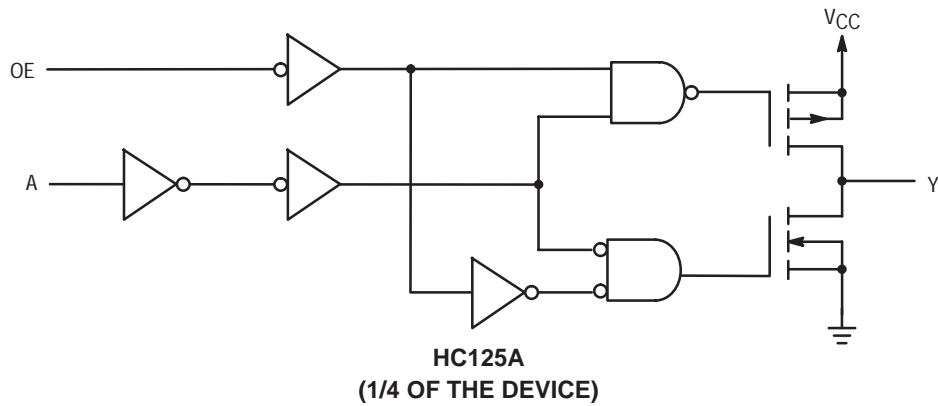 VCC
OE
A
Y
HC125A
(1/4 OF THE DEVICE)